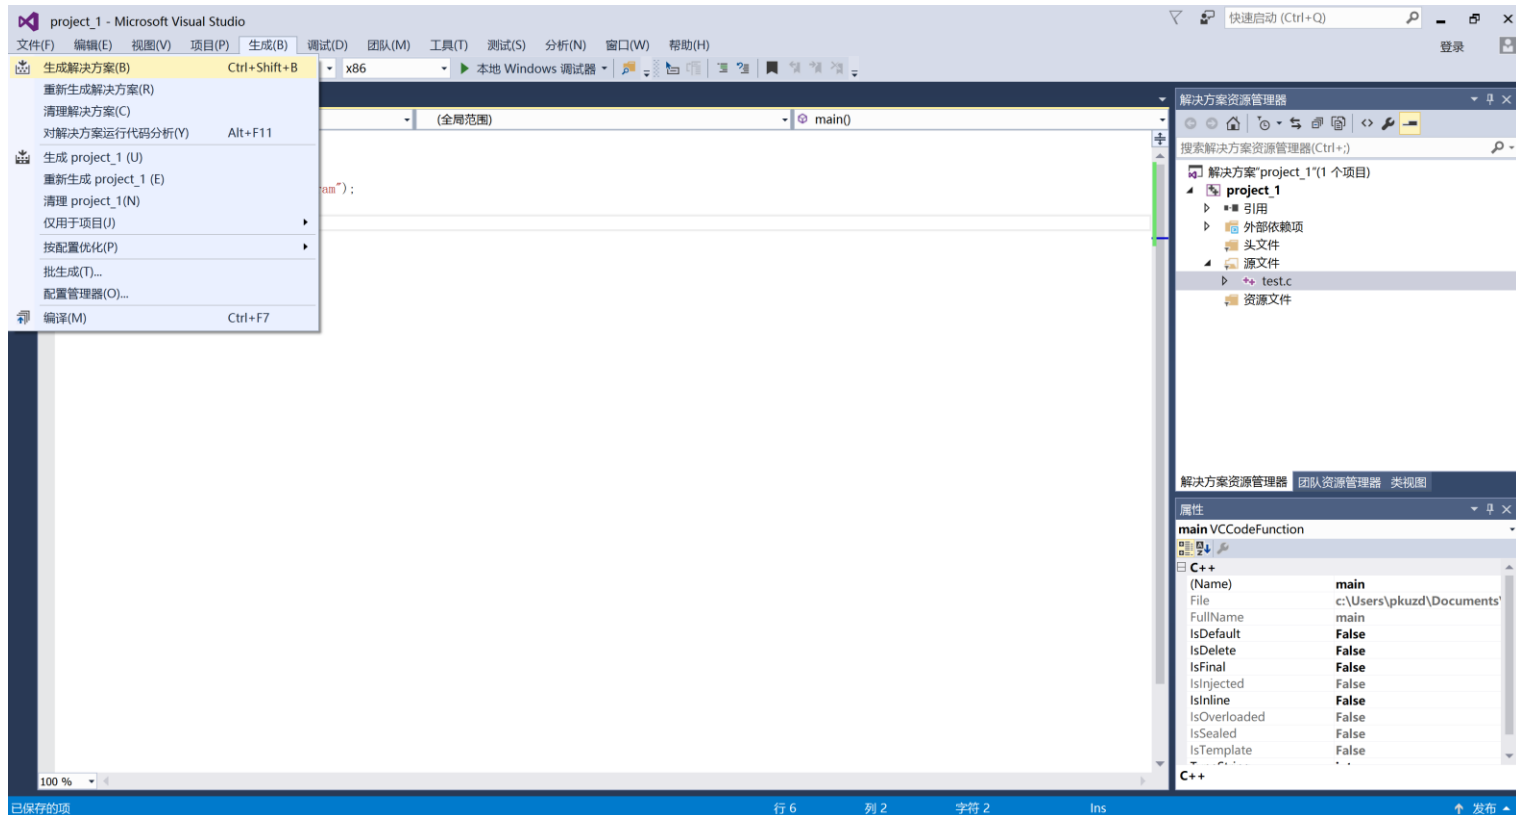 project_1 - Microsoft Visual Studio
快速启动 (Ctrl+Q)
文件(F) 编辑(E) 视图(V) 项目(P) 生成(B) 调试(D) 团队(M) 工具(T) 测试(S) 分析(N) 窗口(W) 帮助(H)
登录
生成解决方案(B) Ctrl+Shift+B
重新生成解决方案(R)
清理解决方案(C)
对解决方案运行代码分析(Y) Alt+F11
生成 project_1 (U)
重新生成 project_1 (E)
清理 project_1(N)
仅用于项目(J)
按配置优化(P)
批生成(T)...
配置管理器(O)...
编译(M) Ctrl+F7
x86
本地 Windows 调试器
(全局范围)
main()
am");
解决方案资源管理器
搜索解决方案资源管理器(Ctrl+;)
解决方案"project_1"(1 个项目)
project_1
引用
外部依赖项
头文件
源文件
test.c
资源文件
解决方案资源管理器 团队资源管理器 类视图
属性
main VCCodeFunction
C++
(Name) main
File c:\Users\pkuzd\Documents\
FullName main
IsDefault False
IsDelete False
IsFinal False
IsInjected False
IsInline False
IsOverloaded False
IsSealed False
IsTemplate False
C++
100 %
已保存的项
行 6
列 2
字符 2
Ins
发布